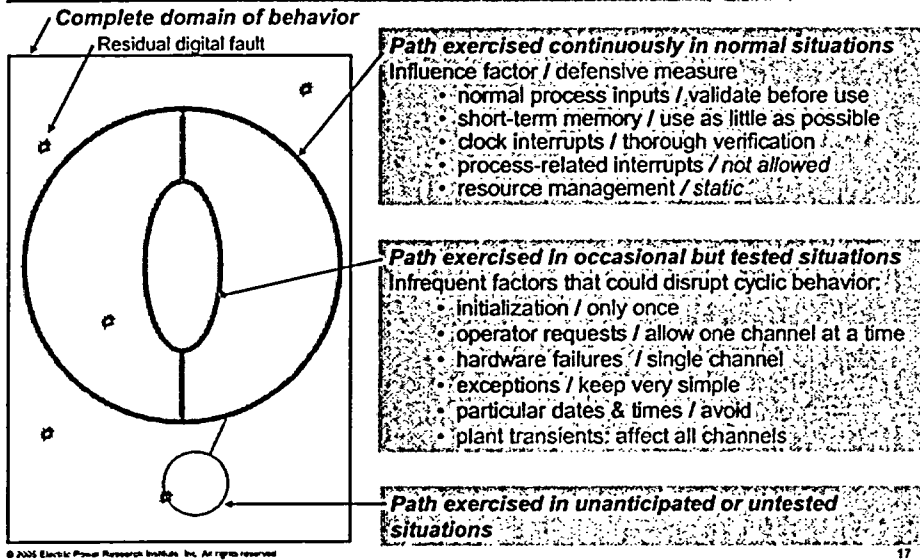 Complete domain of behavior
Residual digital fault
Path exercised continuously in normal situations
Influence factor / defensive measure
• normal process inputs / validate before use
• short-term memory / use as little as possible
• clock interrupts / thorough verification
• process-related interrupts / not allowed
• resource management / static
Path exercised in occasional but tested situations
Infrequent factors that could disrupt cyclic behavior:
• initialization / only once
• operator requests / allow one channel at a time
• hardware failures / single channel
• exceptions / keep very simple
• particular dates & times / avoid
• plant transients: affect all channels
Path exercised in unanticipated or untested
situations
© 2005 Electric Power Research Institute, Inc. All rights reserved
17